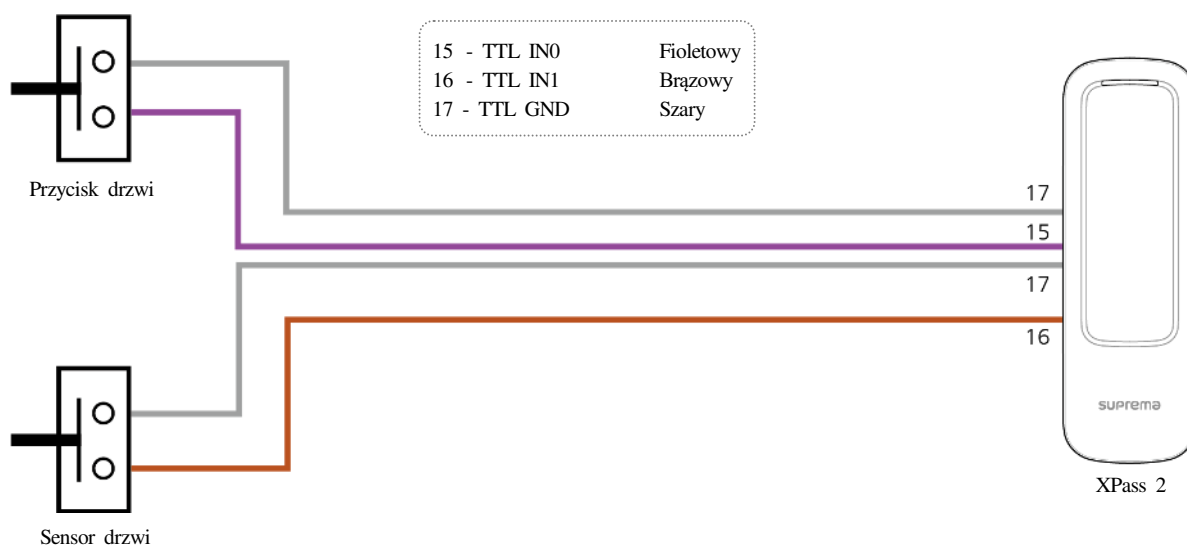 15 - TTL IN0 Fioletowy
16 - TTL IN1 Brązowy
17 - TTL GND Szary
Przycisk drzwi
17
15
17
16
suprema
XPass 2
Sensor drzwi